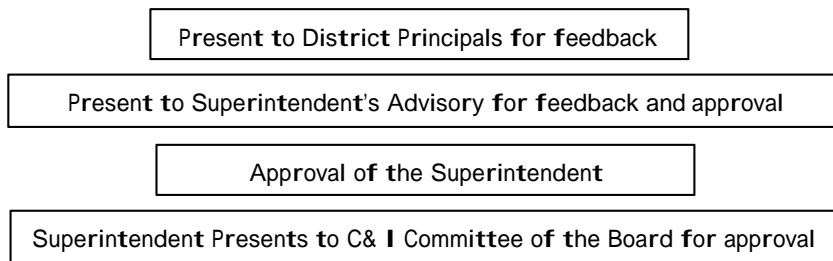 Present to District Principals for feedback
Present to Superintendent's Advisory for feedback and approval
Approval of the Superintendent
Superintendent Presents to C& I Committee of the Board for approval